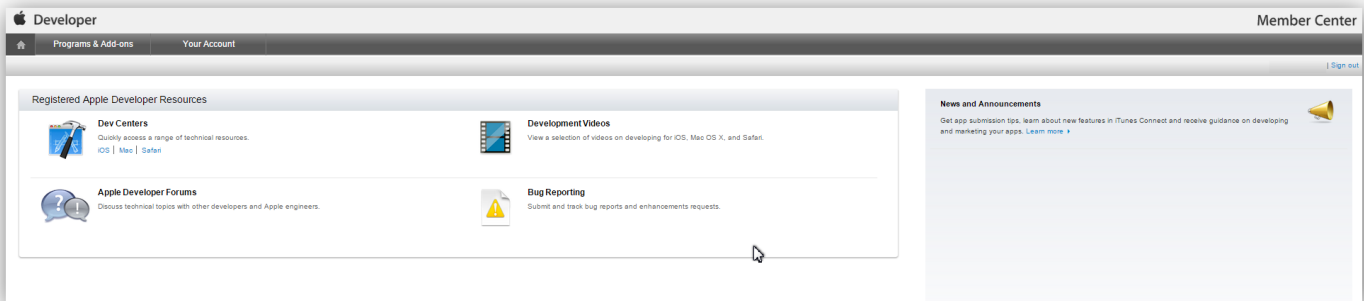 Developer
Member Center
Programs & Add-ons
Your Account
| Sign out
Registered Apple Developer Resources
Dev Centers
Quickly access a range of technical resources.
iOS | Mac | Safari
Development Videos
View a selection of videos on developing for iOS, Mac OS X, and Safari.
Apple Developer Forums
Discuss technical topics with other developers and Apple engineers.
Bug Reporting
Submit and track bug reports and enhancements requests.
News and Announcements
Get app submission tips, learn about new features in iTunes Connect and receive guidance on developing
and marketing your apps. Learn more